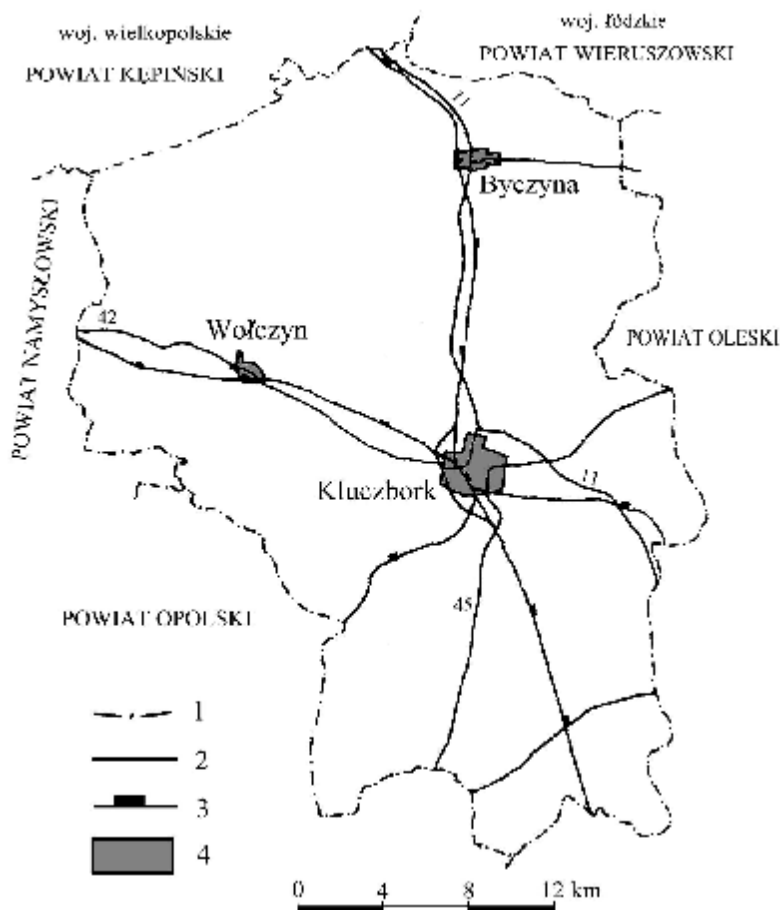 woj. wielkopolskie
POWIAT KĘPIŃSKI
woj. łódzkie
POWIAT WIERUSZOWSKI
11
Byczyna
POWIAT NAMYSŁOWSKI
42
Wołczyn
POWIAT OLESKI
Kluczbork
11
45
POWIAT OPOLSKI
1
2
3
4
0 4 8 12 km